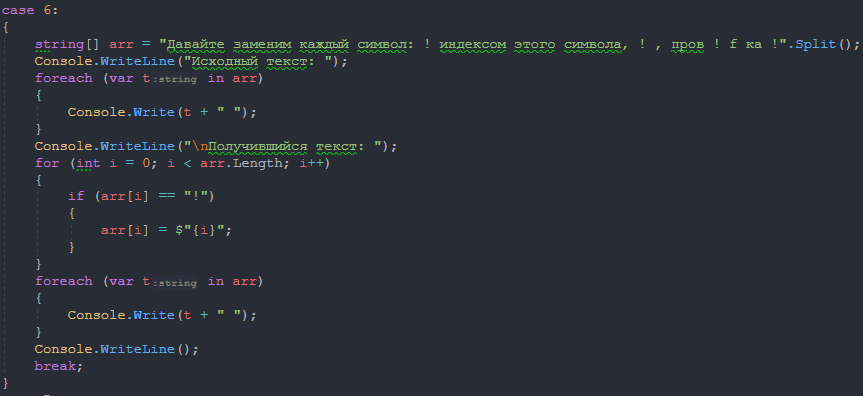 case 6:
{
string[] arr = "Давайте заменим каждый символ: ! индексом этого символа, ! , пров ! f ка !".Split();
Console.WriteLine("Исходный текст: ");
foreach (var t:string in arr)
{
Console.Write(t + " ");
}
Console.WriteLine("\nПолучившийся текст: ");
for (int i = 0; i < arr.Length; i++)
{
if (arr[i] == "!")
{
arr[i] = $"{i}";
}
}
foreach (var t:string in arr)
{
Console.Write(t + " ");
}
Console.WriteLine();
break;
}